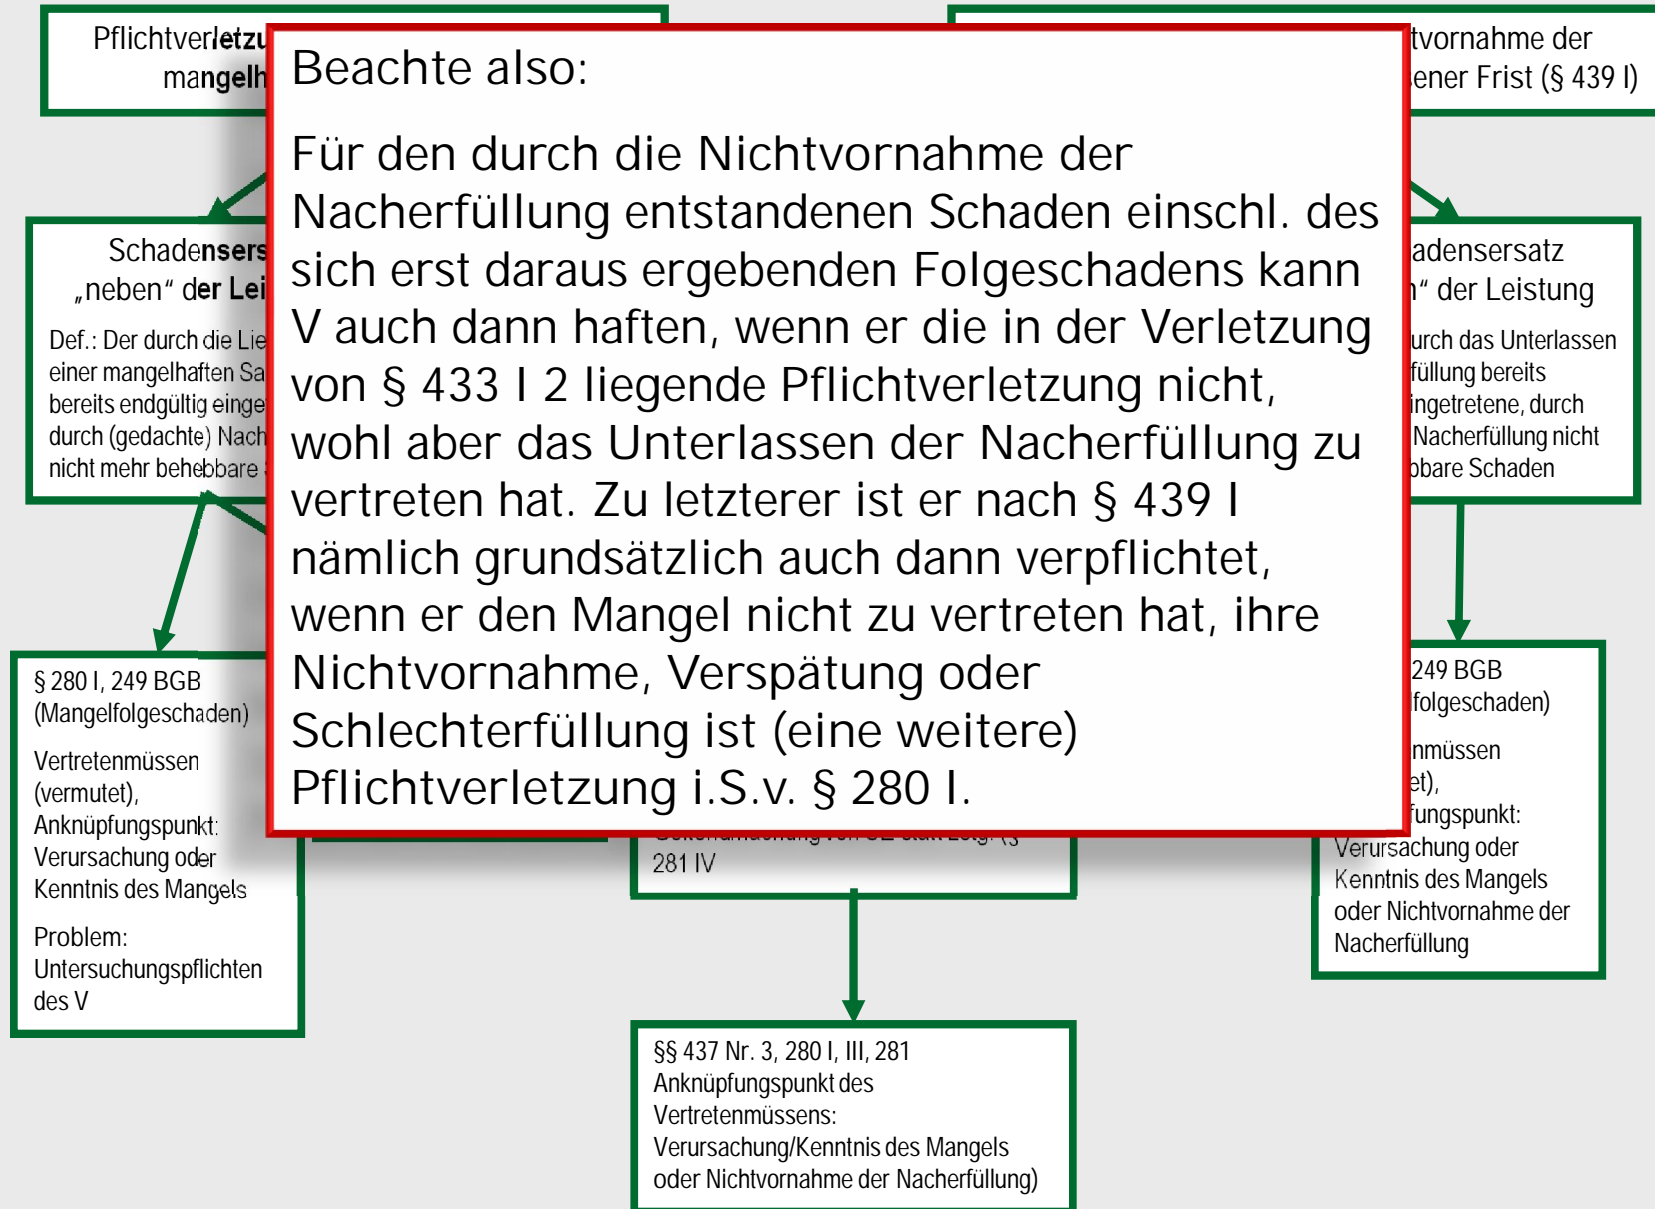 Pflichtverletzu
mangelh
tvornahme der
ener Frist (§ 439 I)
Beachte also:
Für den durch die Nichtvornahme der
Nacherfüllung entstandenen Schaden einschl. des
sich erst daraus ergebenden Folgeschadens kann
V auch dann haften, wenn er die in der Verletzung
von § 433 I 2 liegende Pflichtverletzung nicht,
wohl aber das Unterlassen der Nacherfüllung zu
vertreten hat. Zu letzterer ist er nach § 439 I
nämlich grundsätzlich auch dann verpflichtet,
wenn er den Mangel nicht zu vertreten hat, ihre
Nichtvornahme, Verspätung oder
Schlechterfüllung ist (eine weitere)
Pflichtverletzung i.S.v. § 280 I.
Schadensers
„neben“ der Lei
Def.: Der durch die Lie
einer mangelhaften Sa
bereits endgültig einge
durch (gedachte) Nach
nicht mehr behebbare
adensersatz
“ der Leistung
urch das Unterlassen
füllung bereits
ingetretene, durch
Nacherfüllung nicht
bbare Schaden
§ 280 I, 249 BGB
(Mangelfolgeschaden)
Vertretenmüssen
(vermutet),
Anknüpfungspunkt:
Verursachung oder
Kenntnis des Mangels
Problem:
Untersuchungspflichten
des V
281 IV
249 BGB
folgeschaden)
nmüssen
et),
fungspunkt:
Verursachung oder
Kenntnis des Mangels
oder Nichtvornahme der
Nacherfüllung
§§ 437 Nr. 3, 280 I, III, 281
Anknüpfungspunkt des
Vertretenmüssens:
Verursachung/Kenntnis des Mangels
oder Nichtvornahme der Nacherfüllung)